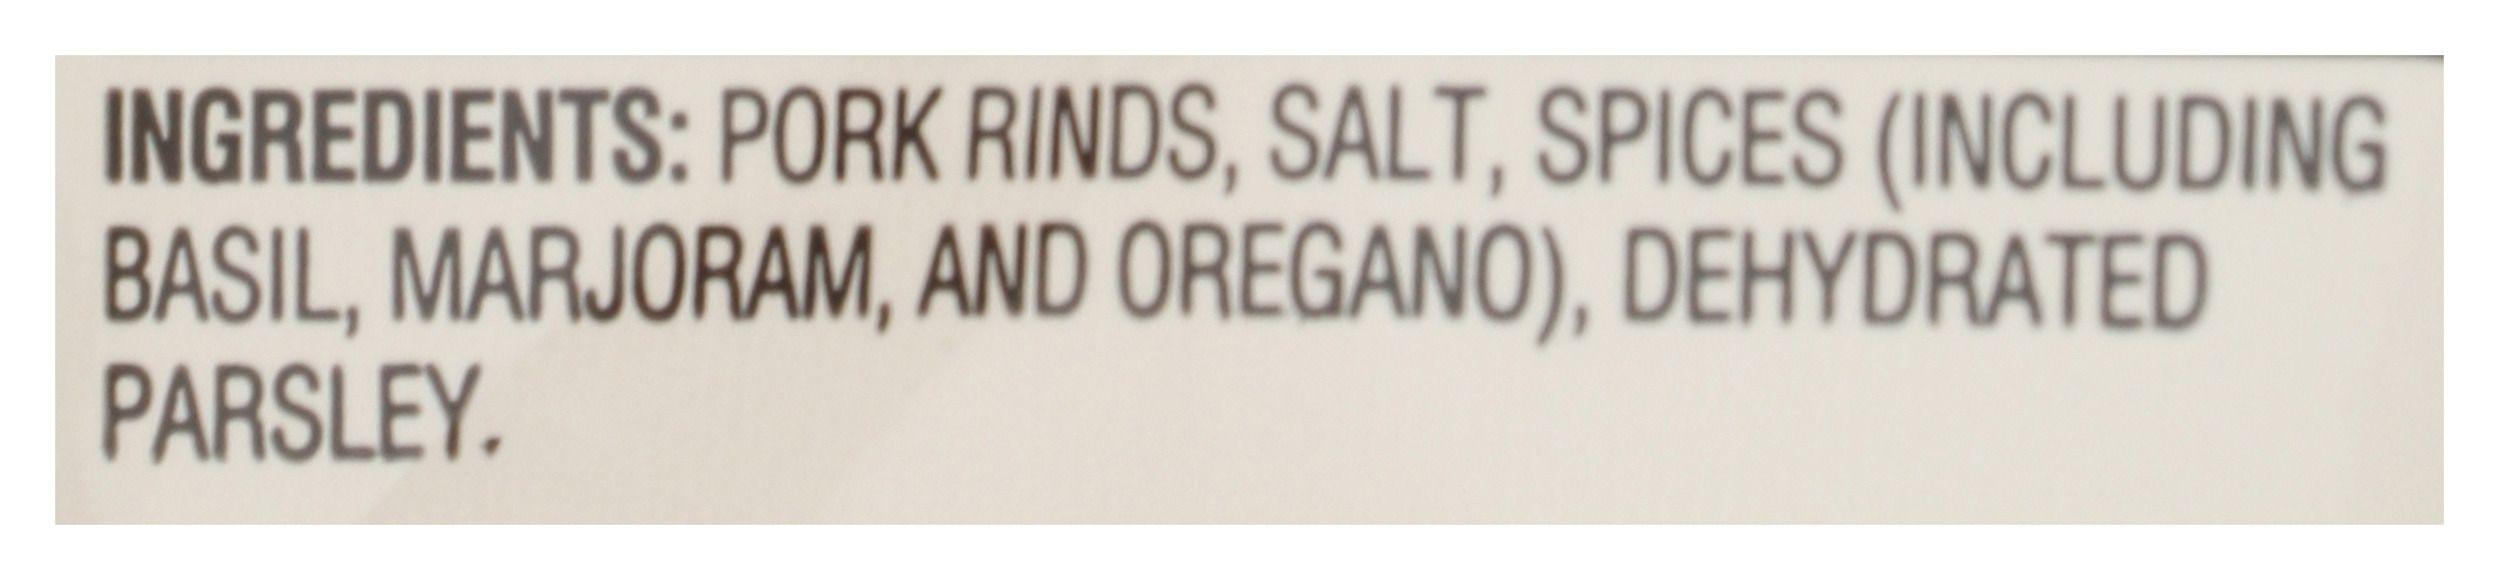 INGREDIENTS: PORK RINDS, SALT, SPICES (INCLUDING
BASIL, MARJORAM, AND OREGANO), DEHYDRATED
PARSLEY.